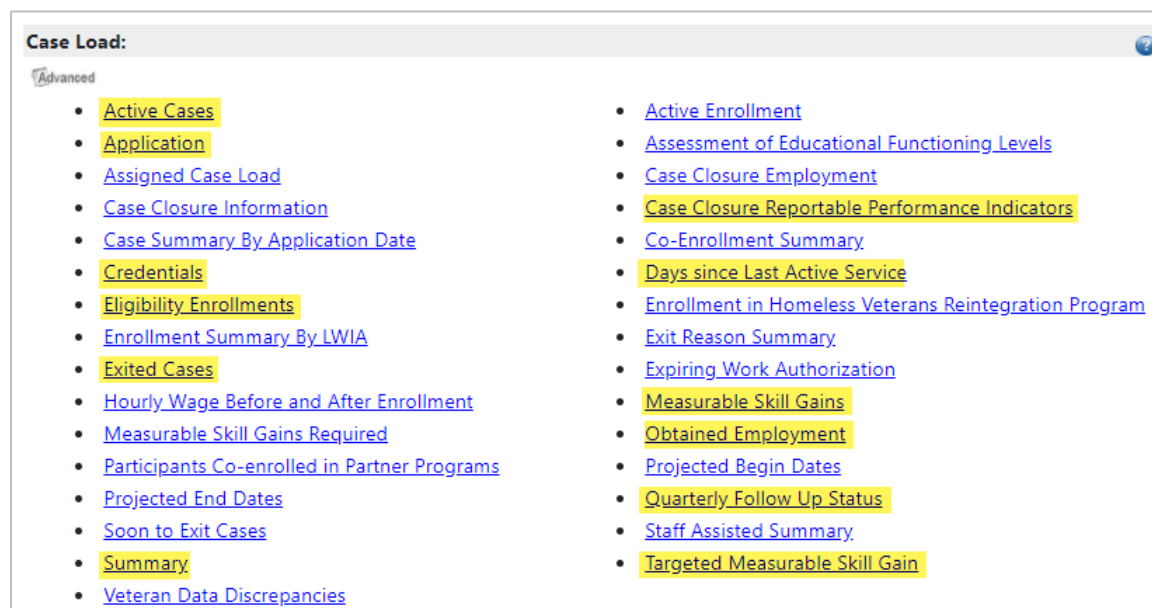 Case Load:
Advanced
Active Cases
Application
Assigned Case Load
Case Closure Information
Case Summary By Application Date
Credentials
Eligibility Enrollments
Enrollment Summary By LWIA
Exited Cases
Hourly Wage Before and After Enrollment
Measurable Skill Gains Required
Participants Co-enrolled in Partner Programs
Projected End Dates
Soon to Exit Cases
Summary
Veteran Data Discrepancies
Active Enrollment
Assessment of Educational Functioning Levels
Case Closure Employment
Case Closure Reportable Performance Indicators
Co-Enrollment Summary
Days since Last Active Service
Enrollment in Homeless Veterans Reintegration Program
Exit Reason Summary
Expiring Work Authorization
Measurable Skill Gains
Obtained Employment
Projected Begin Dates
Quarterly Follow Up Status
Staff Assisted Summary
Targeted Measurable Skill Gain